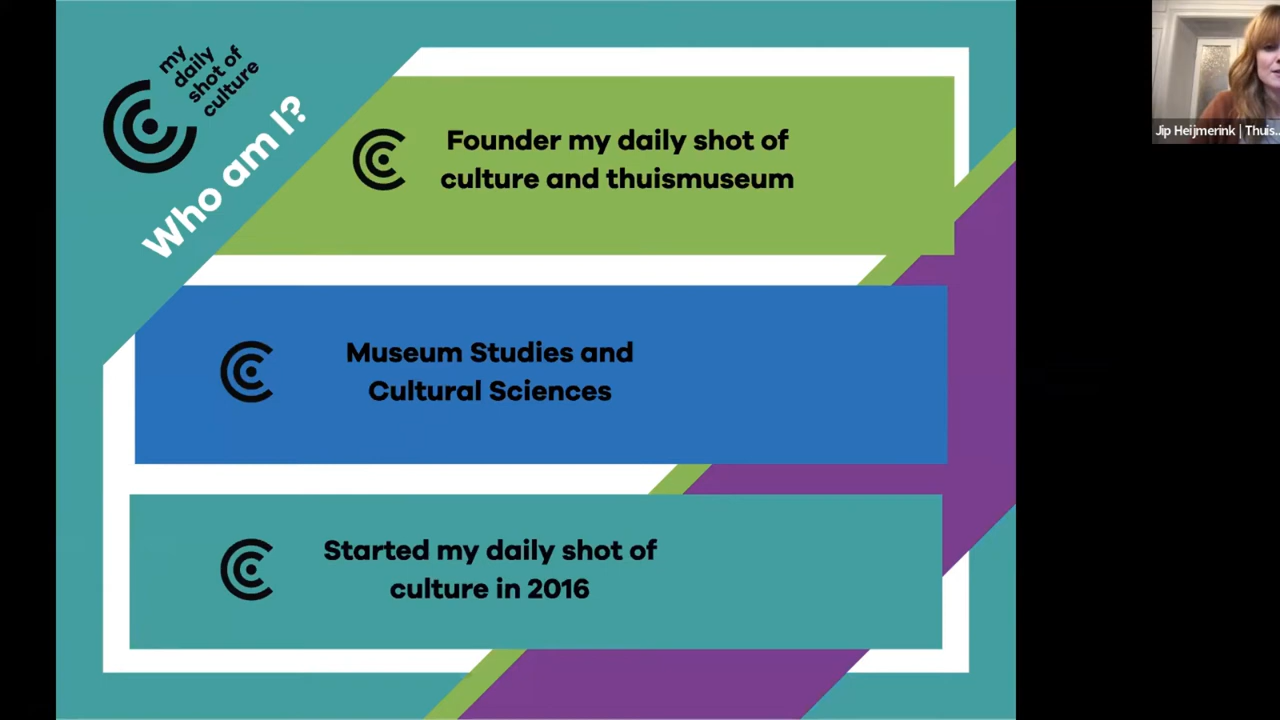 my
daily
shot of
culture
Who am I?
Founder my daily shot of
culture and thuismuseum
Museum Studies and
Cultural Sciences
Started my daily shot of
culture in 2016
Jip Heijmerink | Thuis...